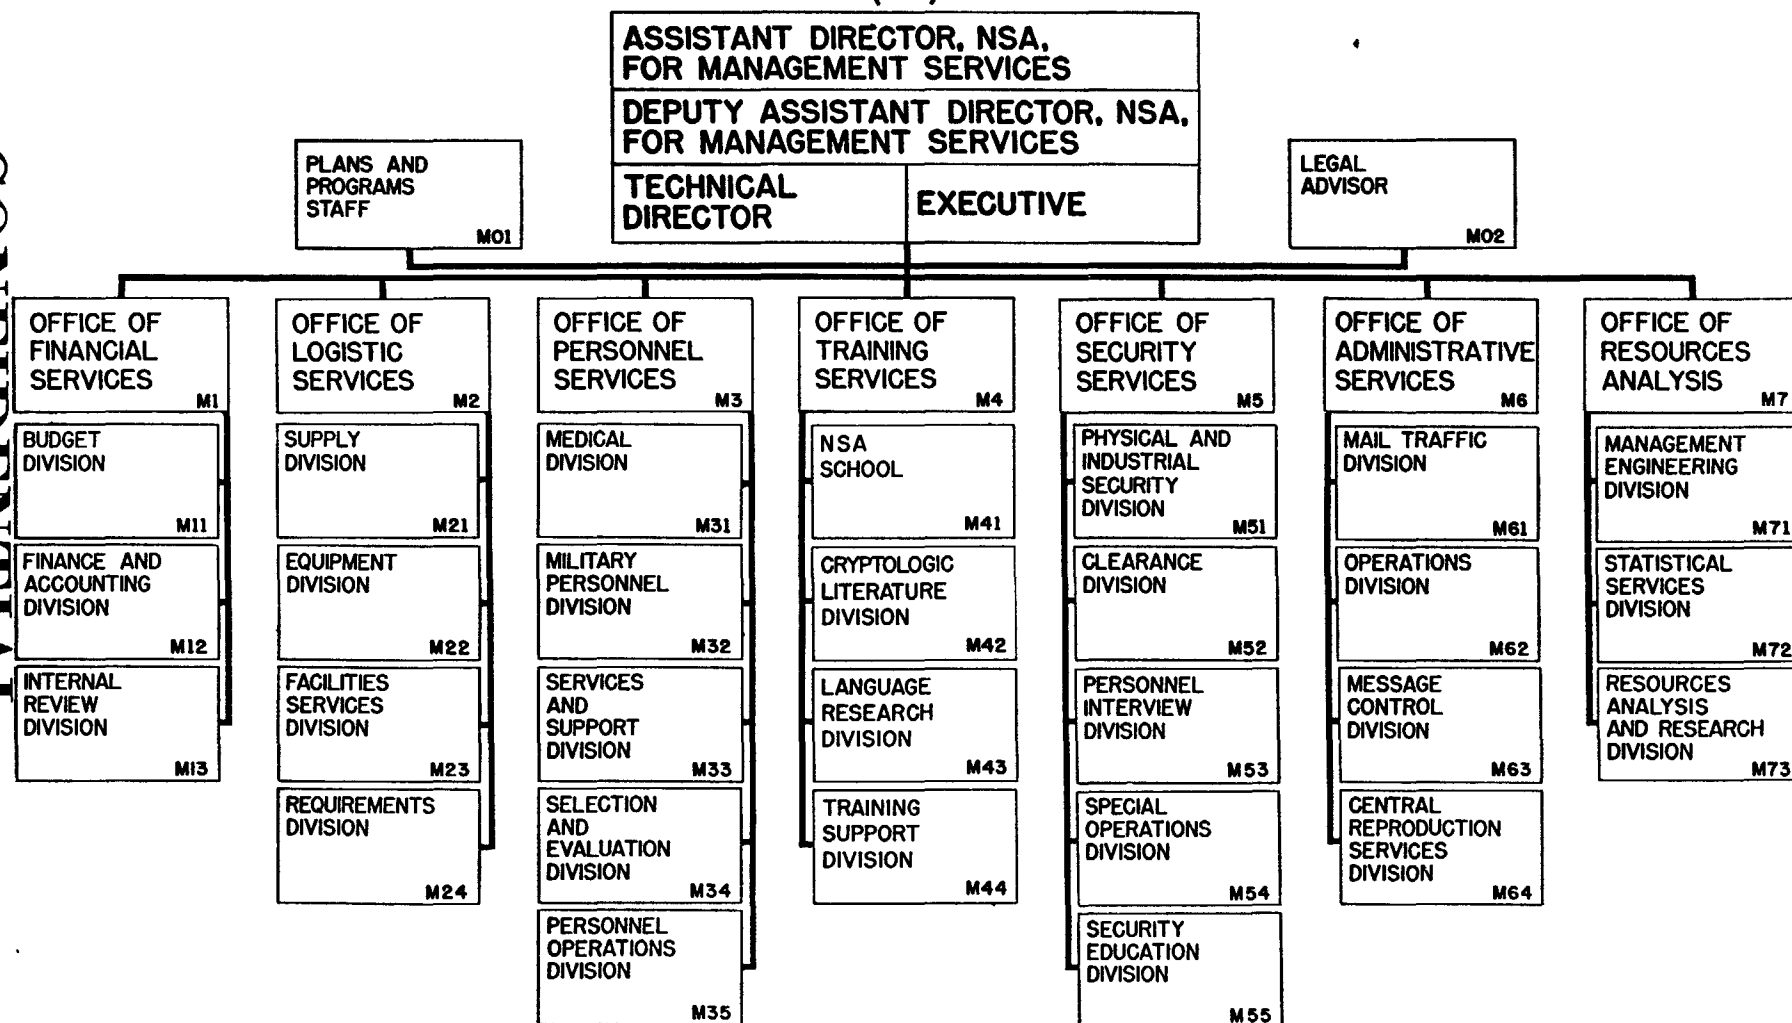 ASSISTANT DIRECTOR, NSA,
FOR MANAGEMENT SERVICES
DEPUTY ASSISTANT DIRECTOR, NSA,
FOR MANAGEMENT SERVICES
TECHNICAL
DIRECTOR
EXECUTIVE
PLANS AND
PROGRAMS
STAFF
M01
LEGAL
ADVISOR
M02
OFFICE OF
FINANCIAL
SERVICES
M1
BUDGET
DIVISION
M11
FINANCE AND
ACCOUNTING
DIVISION
M12
INTERNAL
REVIEW
DIVISION
M13
OFFICE OF
LOGISTIC
SERVICES
M2
SUPPLY
DIVISION
M21
EQUIPMENT
DIVISION
M22
FACILITIES
SERVICES
DIVISION
M23
REQUIREMENTS
DIVISION
M24
OFFICE OF
PERSONNEL
SERVICES
M3
MEDICAL
DIVISION
M31
MILITARY
PERSONNEL
DIVISION
M32
SERVICES
AND
SUPPORT
DIVISION
M33
SELECTION
AND
EVALUATION
DIVISION
M34
PERSONNEL
OPERATIONS
DIVISION
M35
OFFICE OF
TRAINING
SERVICES
M4
NSA
SCHOOL
M41
CRYPTOLOGIC
LITERATURE
DIVISION
M42
LANGUAGE
RESEARCH
DIVISION
M43
TRAINING
SUPPORT
DIVISION
M44
OFFICE OF
SECURITY
SERVICES
M5
PHYSICAL AND
INDUSTRIAL
SECURITY
DIVISION
M51
CLEARANCE
DIVISION
M52
PERSONNEL
INTERVIEW
DIVISION
M53
SPECIAL
OPERATIONS
DIVISION
M54
SECURITY
EDUCATION
DIVISION
M55
OFFICE OF
ADMINISTRATIVE
SERVICES
M6
MAIL TRAFFIC
DIVISION
M61
OPERATIONS
DIVISION
M62
MESSAGE
CONTROL
DIVISION
M63
CENTRAL
REPRODUCTION
SERVICES
DIVISION
M64
OFFICE OF
RESOURCES
ANALYSIS
M7
MANAGEMENT
ENGINEERING
DIVISION
M71
STATISTICAL
SERVICES
DIVISION
M72
RESOURCES
ANALYSIS
AND RESEARCH
DIVISION
M73